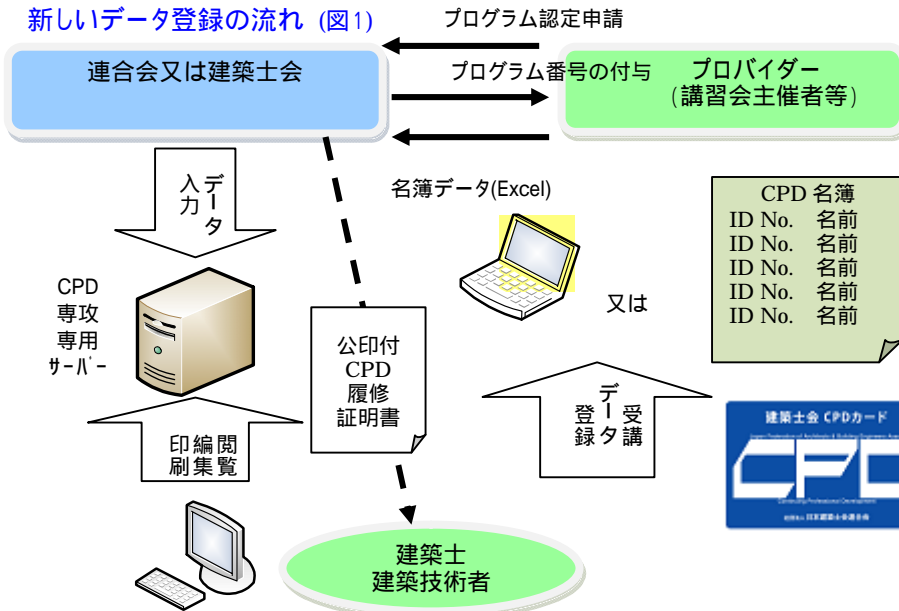 新しいデータ登録の流れ (図1)
プログラム認定申請
連合会又は建築士会
プログラム番号の付与
プロバイダー
(講習会主催者等)
データ
入力
名簿データ(Excel)
CPD 名簿
ID No. 名前
ID No. 名前
ID No. 名前
ID No. 名前
ID No. 名前
CPD
専攻
専用
サーバー
又は
公印付
CPD
履修
証明書
受講
データ
登録
閲覧
編集
印刷
建築士会 CPDカード
CPD
Continuing Professional Development
建築士
建築技術者